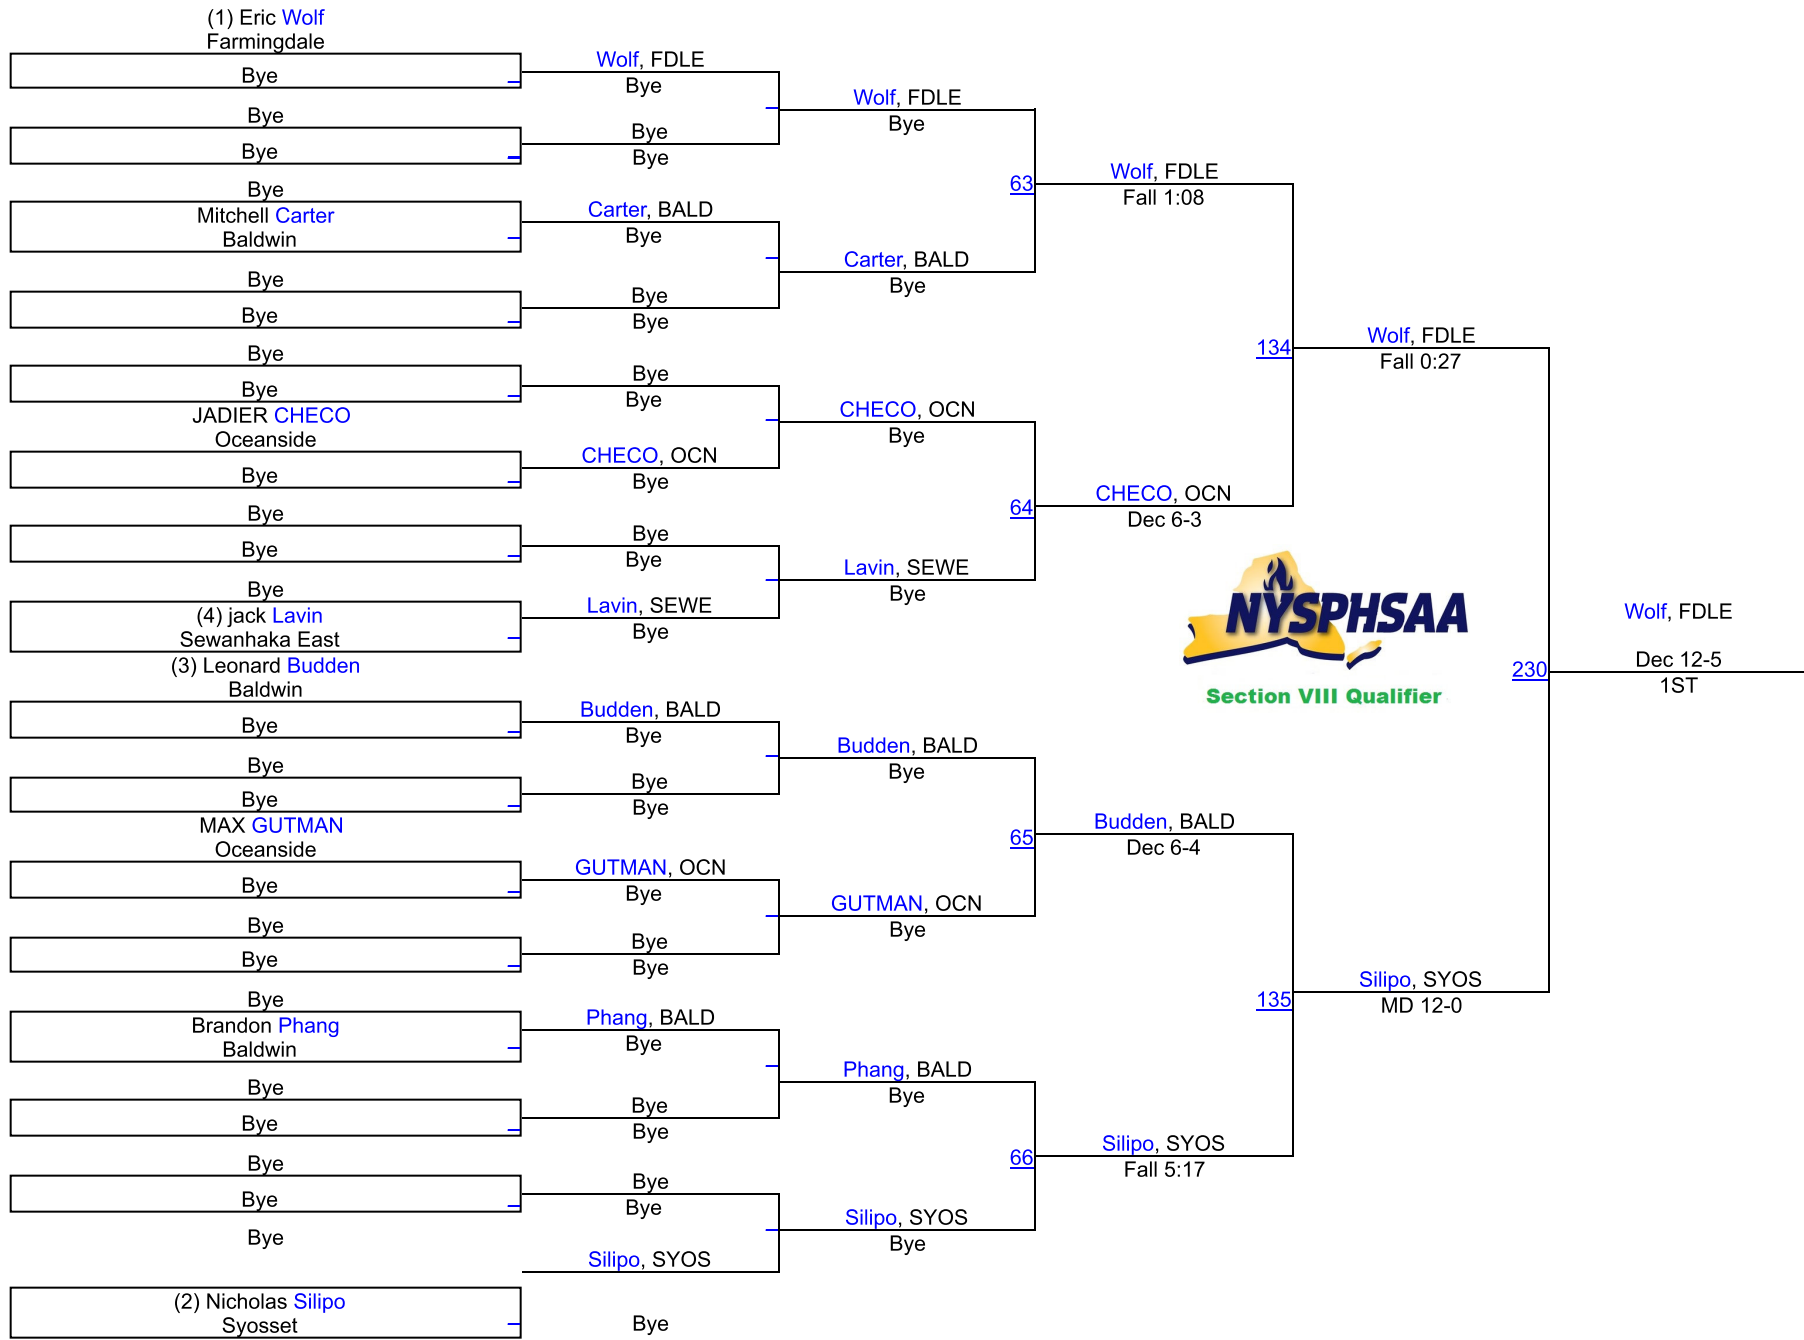 (1) Eric Wolf
Farmingdale
Bye
Bye
Bye
Bye
Mitchell Carter
Baldwin
Bye
Bye
Bye
Bye
JADIER CHECO
Oceanside
Bye
Bye
Bye
Bye
(4) jack Lavin
Sewanhaka East
(3) Leonard Budden
Baldwin
Bye
Bye
Bye
MAX GUTMAN
Oceanside
Bye
Bye
Bye
Bye
Brandon Phang
Baldwin
Bye
Bye
Bye
Bye
Bye
(2) Nicholas Silipo
Syosset
Wolf, FDLE
Bye
Bye
Bye
Carter, BALD
Bye
Bye
Bye
Bye
Bye
CHECO, OCN
Bye
Bye
Bye
Lavin, SEWE
Bye
Budden, BALD
Bye
Bye
Bye
GUTMAN, OCN
Bye
Bye
Bye
Phang, BALD
Bye
Bye
Bye
Bye
Bye
Silipo, SYOS
Bye
Wolf, FDLE
Bye
Carter, BALD
Bye
CHECO, OCN
Bye
Lavin, SEWE
Bye
Budden, BALD
Bye
GUTMAN, OCN
Bye
Phang, BALD
Bye
Silipo, SYOS
Bye
63
64
65
66
Wolf, FDLE
Fall 1:08
CHECO, OCN
Dec 6-3
Budden, BALD
Dec 6-4
Silipo, SYOS
Fall 5:17
134
135
Wolf, FDLE
Fall 0:27
Silipo, SYOS
MD 12-0
NYSPHSAA
Section VIII Qualifier
230
Wolf, FDLE
Dec 12-5
1ST